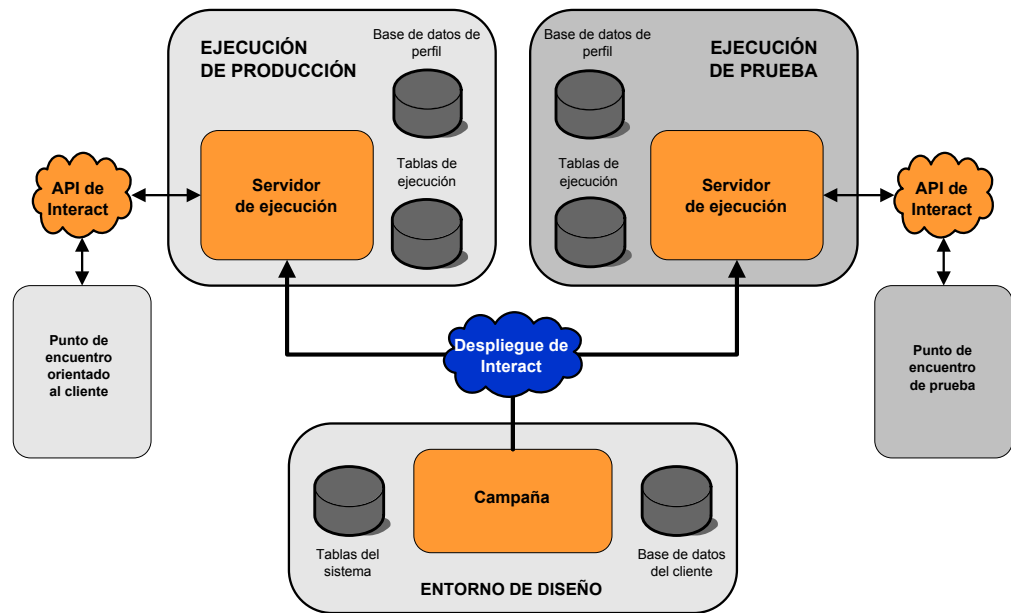 EJECUCIÓN
DE PRODUCCIÓN
Base de datos de
perfil
Tablas de
ejecución
Servidor
de ejecución
API de
Interact
Punto de
encuentro
orientado
al cliente
Base de datos de
perfil
EJECUCIÓN
DE PRUEBA
Tablas de
ejecución
Servidor
de ejecución
API de
Interact
Punto de
encuentro
de prueba
Despliegue de
Interact
Campaña
Tablas del
sistema
Base de datos
del cliente
ENTORNO DE DISEÑO